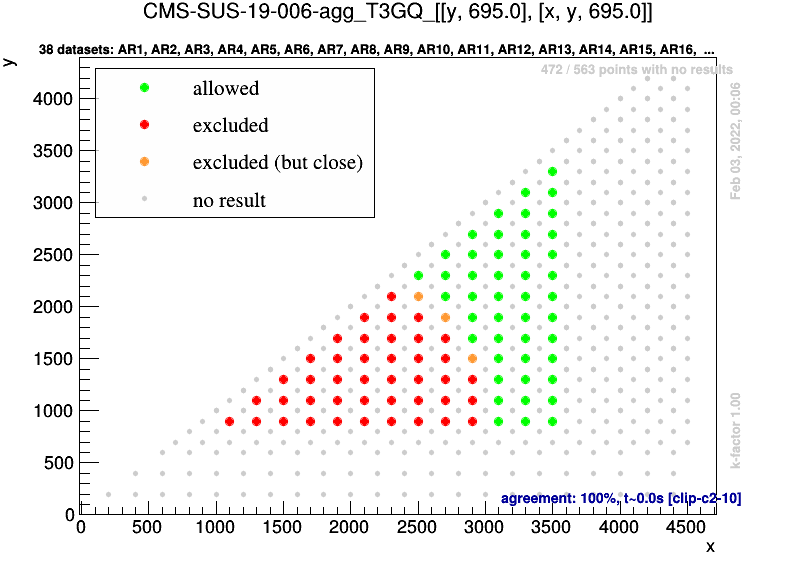 CMS-SUS-19-006-agg_T3GQ_[[y, 695.0], [x, y, 695.0]]
38 datasets: AR1, AR2, AR3, AR4, AR5, AR6, AR7, AR8, AR9, AR10, AR11, AR12, AR13, AR14, AR15, AR16, ...
y
472 / 563 points with no results
allowed
excluded
excluded (but close)
no result
Feb 03, 2022, 00:06
k-factor 1.00
4000
3500
3000
2500
2000
1500
1000
500
0
agreement: 100%, t~0.0s [clip-c2-10]
0 500 1000 1500 2000 2500 3000 3500 4000 4500
x